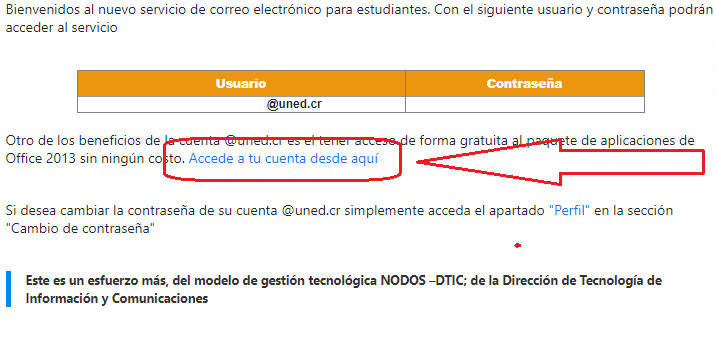 Bienvenidos al nuevo servicio de correo electrónico para estudiantes. Con el siguiente usuario y contraseña podrán
acceder al servicio
Usuario Contraseña
@uned.cr
Otro de los beneficios de la cuenta @uned.cr es el tener acceso de forma gratuita al paquete de aplicaciones de
Office 2013 sin ningún costo. Accede a tu cuenta desde aquí
Si desea cambiar la contraseña de su cuenta @uned.cr simplemente acceda el apartado "Perfil" en la sección
"Cambio de contraseña"
Este es un esfuerzo más, del modelo de gestión tecnológica NODOS –DTIC; de la Dirección de Tecnología de
Información y Comunicaciones